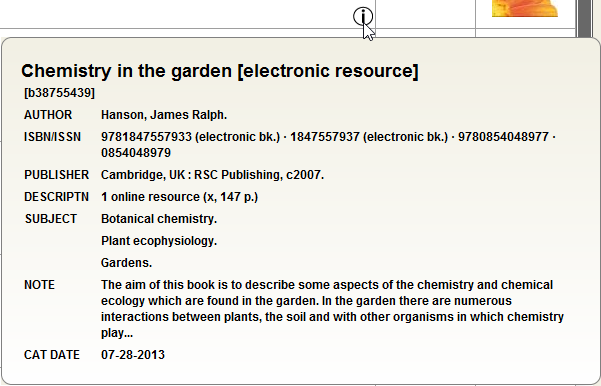 Chemistry in the garden [electronic resource]
[b38755439]
AUTHOR Hanson, James Ralph.
ISBN/ISSN 9781847557933 (electronic bk.) · 1847557937 (electronic bk.) · 9780854048977 ·
0854048979
PUBLISHER Cambridge, UK : RSC Publishing, c2007.
DESCRIPTN 1 online resource (x, 147 p.)
SUBJECT Botanical chemistry.
Plant ecophysiology.
Gardens.
NOTE The aim of this book is to describe some aspects of the chemistry and chemical
ecology which are found in the garden. In the garden there are numerous
interactions between plants, the soil and with other organisms in which chemistry
play...
CAT DATE 07-28-2013